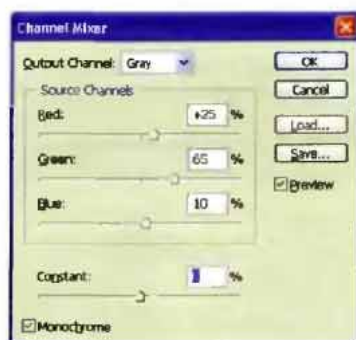 Channel Mixer
Output Channel: Gray
OK
Source Channels
Cancel
Red: +25 %
Load...
Green: 65 %
Save...
Preview
Blue: 10 %
Constant: %
Monochrome